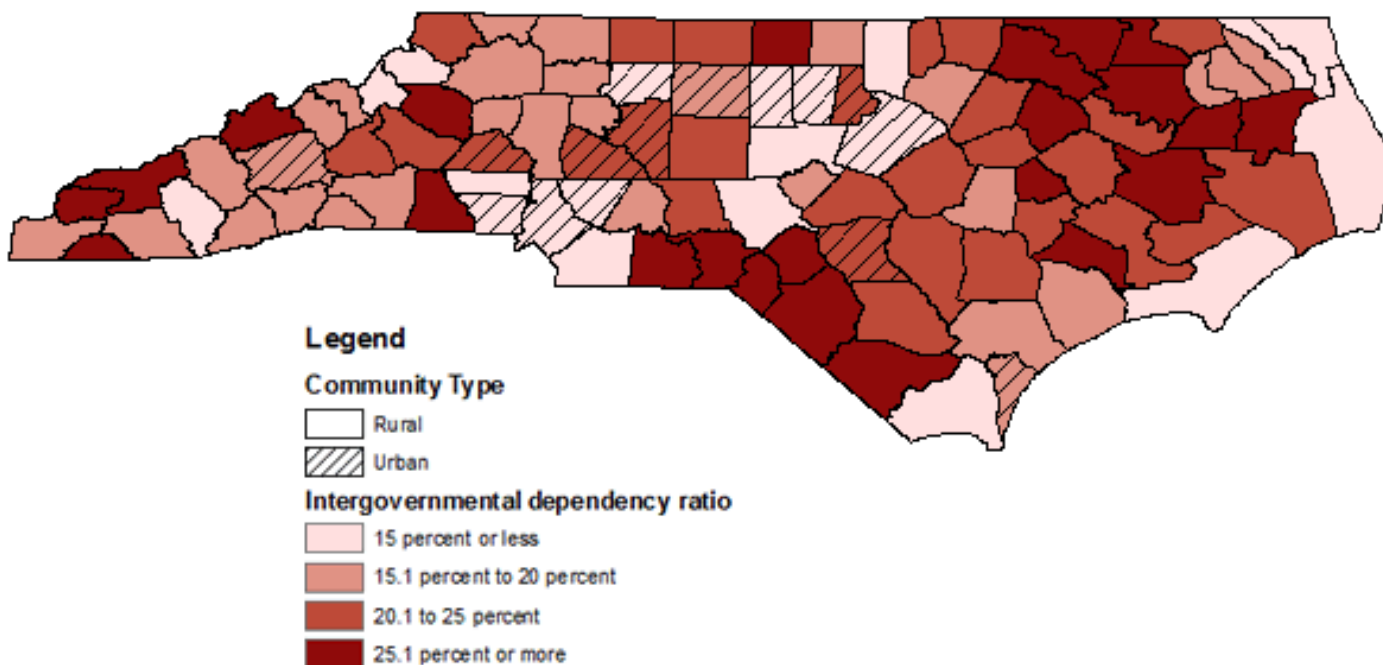 Legend
Community Type
Rural
Urban
Intergovernmental dependency ratio
15 percent or less
15.1 percent to 20 percent
20.1 to 25 percent
25.1 percent or more